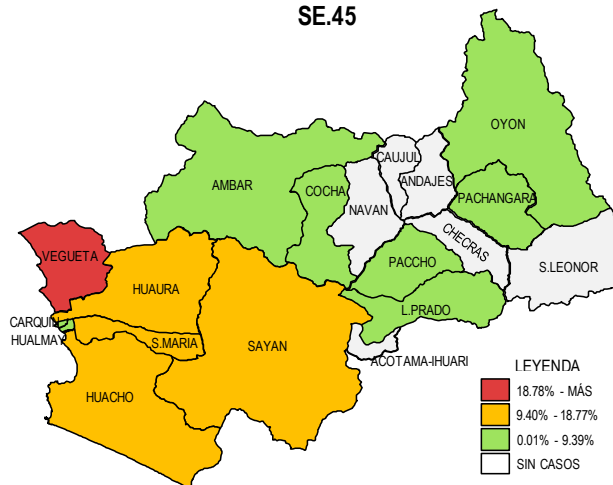 SE.45
OYON
CAUJUL
ANDAJES
AMBAR
COCHA
PACHANGARA
NAVAN
CHECRAS
VEGUETA
PACCHO
S.LEONOR
HUAURA
L.PRADO
CARQUIN
HUALMAY
S.MARIA
SAYAN
ACOTAMA-IHUARI
HUACHO
LEYENDA
18.78% - MÁS
9.40% - 18.77%
0.01% - 9.39%
SIN CASOS